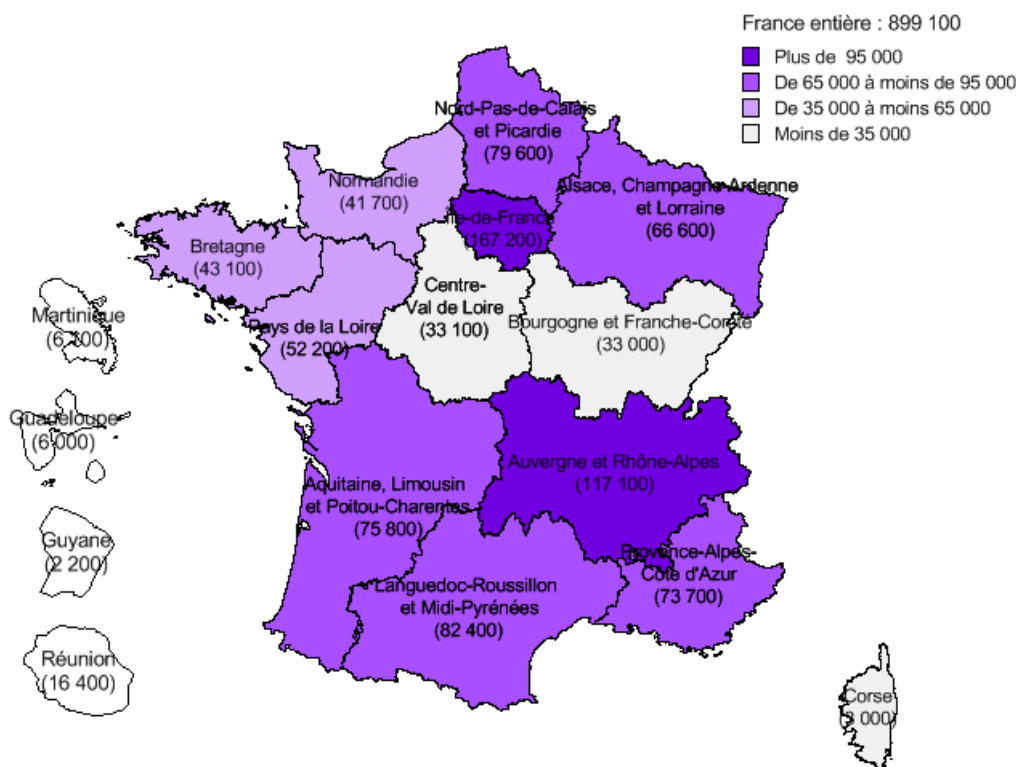 France entière : 899 100
Plus de 95 000
De 65 000 à moins de 95 000
De 35 000 à moins 65 000
Moins de 35 000
Nord-Pas-de-Calais
et Picardie
(79 600)
Normandie
(41 700)
Alsace, Champagne-Ardenne
et Lorraine
(66 600)
Île-de-France
(167 200)
Bretagne
(43 100)
Centre-
Val de Loire
(33 100)
Bourgogne et Franche-Comté
(33 000)
Pays de la Loire
(52 200)
Martinique
Guadeloupe
(6 000)
Auvergne et Rhône-Alpes
(117 100)
Aquitaine, Limousin
et Poitou-Charentes
(75 800)
Guyane
(2 200)
Provence-Alpes-
Côte d'Azur
(73 700)
Languedoc-Roussillon
et Midi-Pyrénées
(82 400)
Réunion
(16 400)
Corse
(3 000)